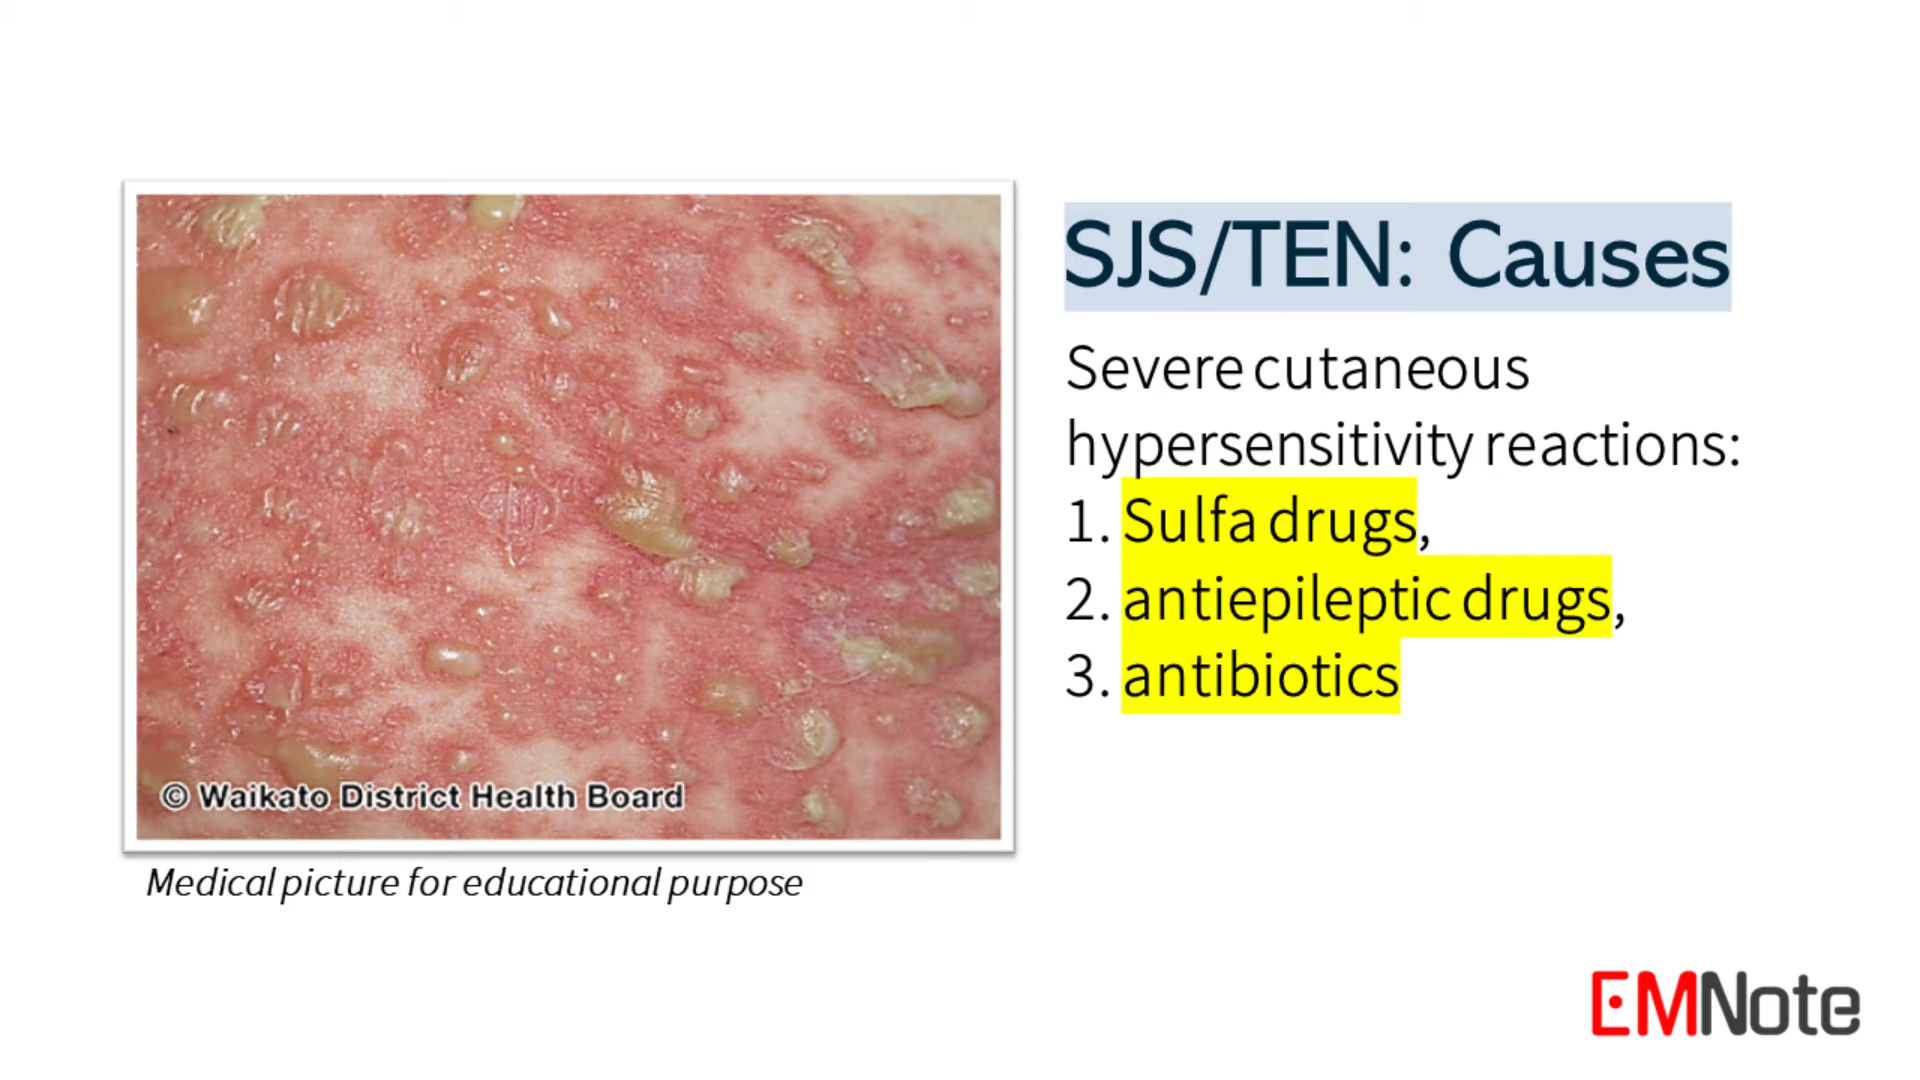 SJS/TEN: Causes
Severe cutaneous
hypersensitivity reactions:
1. Sulfa drugs,
2. antiepileptic drugs,
3. antibiotics
© Waikato District Health Board
Medical picture for educational purpose
EMNote